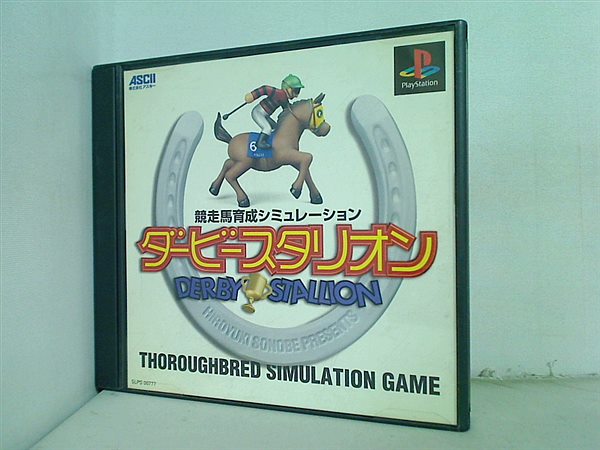 ASCII
株式会社アスキー
PlayStation
6
競走馬育成シミュレーション
ダービースタリオン
DERBY STALLION
HIROYUKI SONOBE PRESENTS
THOROUGHBRED SIMULATION GAME
SLPS 00777